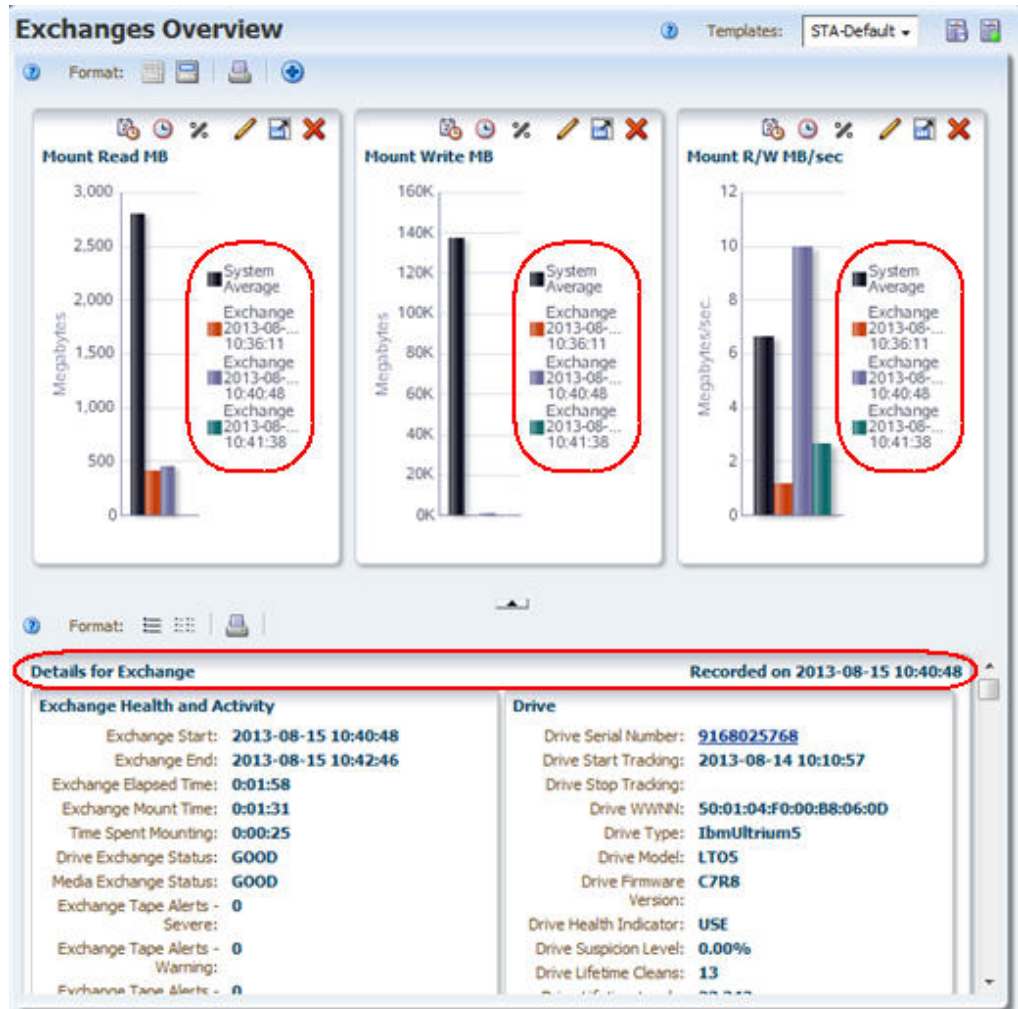 Exchanges Overview
Templates: STA-Default
Format:
Mount Read MB
3,000
2,500
2,000
1,500
1,000
500
0
Megabytes
System
Average
Exchange
2013-08-...
10:36:11
Exchange
2013-08-...
10:40:48
Exchange
2013-08-...
10:41:38
Mount Write MB
160K
140K
120K
100K
80K
60K
40K
20K
0K
Megabytes
System
Average
Exchange
2013-08-...
10:36:11
Exchange
2013-08-...
10:40:48
Exchange
2013-08-...
10:41:38
Mount R/W MB/sec
12
10
8
6
4
2
0
Megabytes/sec.
System
Average
Exchange
2013-08-...
10:36:11
Exchange
2013-08-...
10:40:48
Exchange
2013-08-...
10:41:38
Format:
Details for Exchange Recorded on 2013-08-15 10:40:48
Exchange Health and Activity
Exchange Start: 2013-08-15 10:40:48
Exchange End: 2013-08-15 10:42:46
Exchange Elapsed Time: 0:01:58
Exchange Mount Time: 0:01:31
Time Spent Mounting: 0:00:25
Drive Exchange Status: GOOD
Media Exchange Status: GOOD
Exchange Tape Alerts - 0
Severe:
Exchange Tape Alerts - 0
Warning:
Exchange Tape Alerts - 0
Drive
Drive Serial Number: 9168025768
Drive Start Tracking: 2013-08-14 10:10:57
Drive Stop Tracking:
Drive WWNN: 50:01:04:F0:00:B8:06:0D
Drive Type: IbmUltrium5
Drive Model: LTO5
Drive Firmware C7R8
Version:
Drive Health Indicator: USE
Drive Suspicion Level: 0.00%
Drive Lifetime Cleans: 13